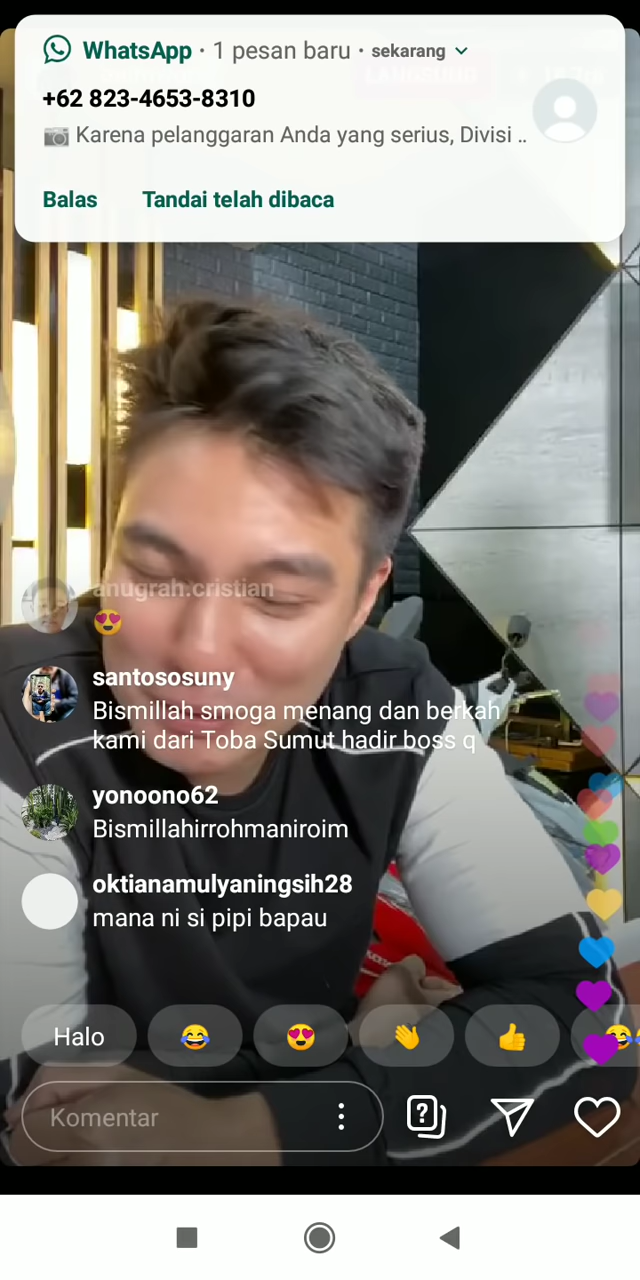 WhatsApp • 1 pesan baru • sekarang
+62 823-4653-8310
📷 Karena pelanggaran Anda yang serius, Divisi ..
Balas Tandai telah dibaca
anugrah.cristian
😍
santososuny
Bismillah smoga menang dan berkah
kami dari Toba Sumut hadir boss q
yonoono62
Bismillahirrohmaniroim
oktianamulyaningsih28
mana ni si pipi bapau
Halo 😂 😍 👋 👍 😂
Komentar